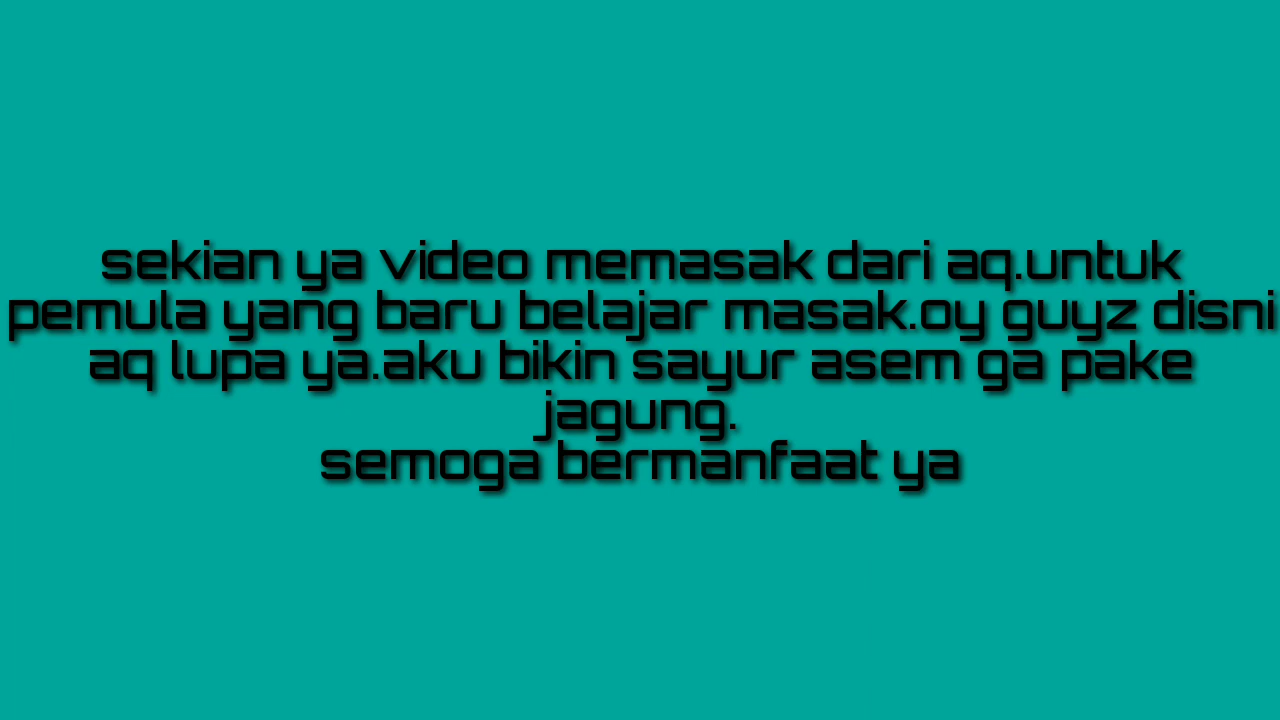 sekian ya video memasak dari aq.untuk
pemula yang baru belajar masak.oy guyz disni
aq lupa ya.aku bikin sayur asem ga pake
jagung.
semoga bermanfaat ya